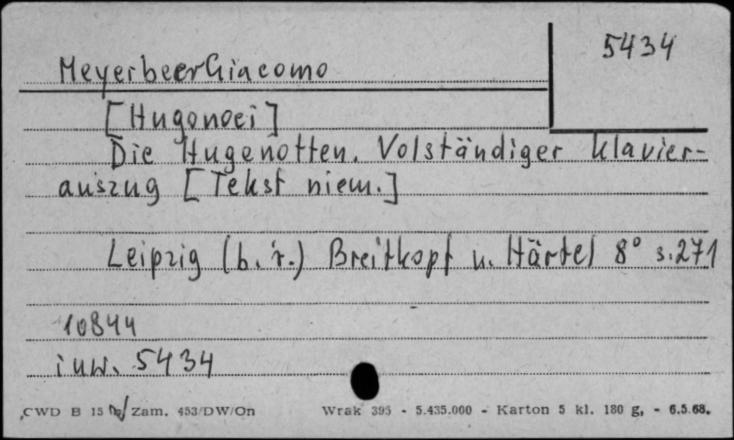 5434
Meyerbeer Giacomo
[Hugonoci]
Die Hugenotten. Volständiger Klavier-
auszug [Tekst niem.]
Leipzig (b.r.) Breitkopf u. Härtel 8° s.271
10844
inw. 5434
CWD B 15 Zam. 453/DW/On Wrak 395 - 5.435.000 - Karton 5 kl. 180 g, - 6.5.68.